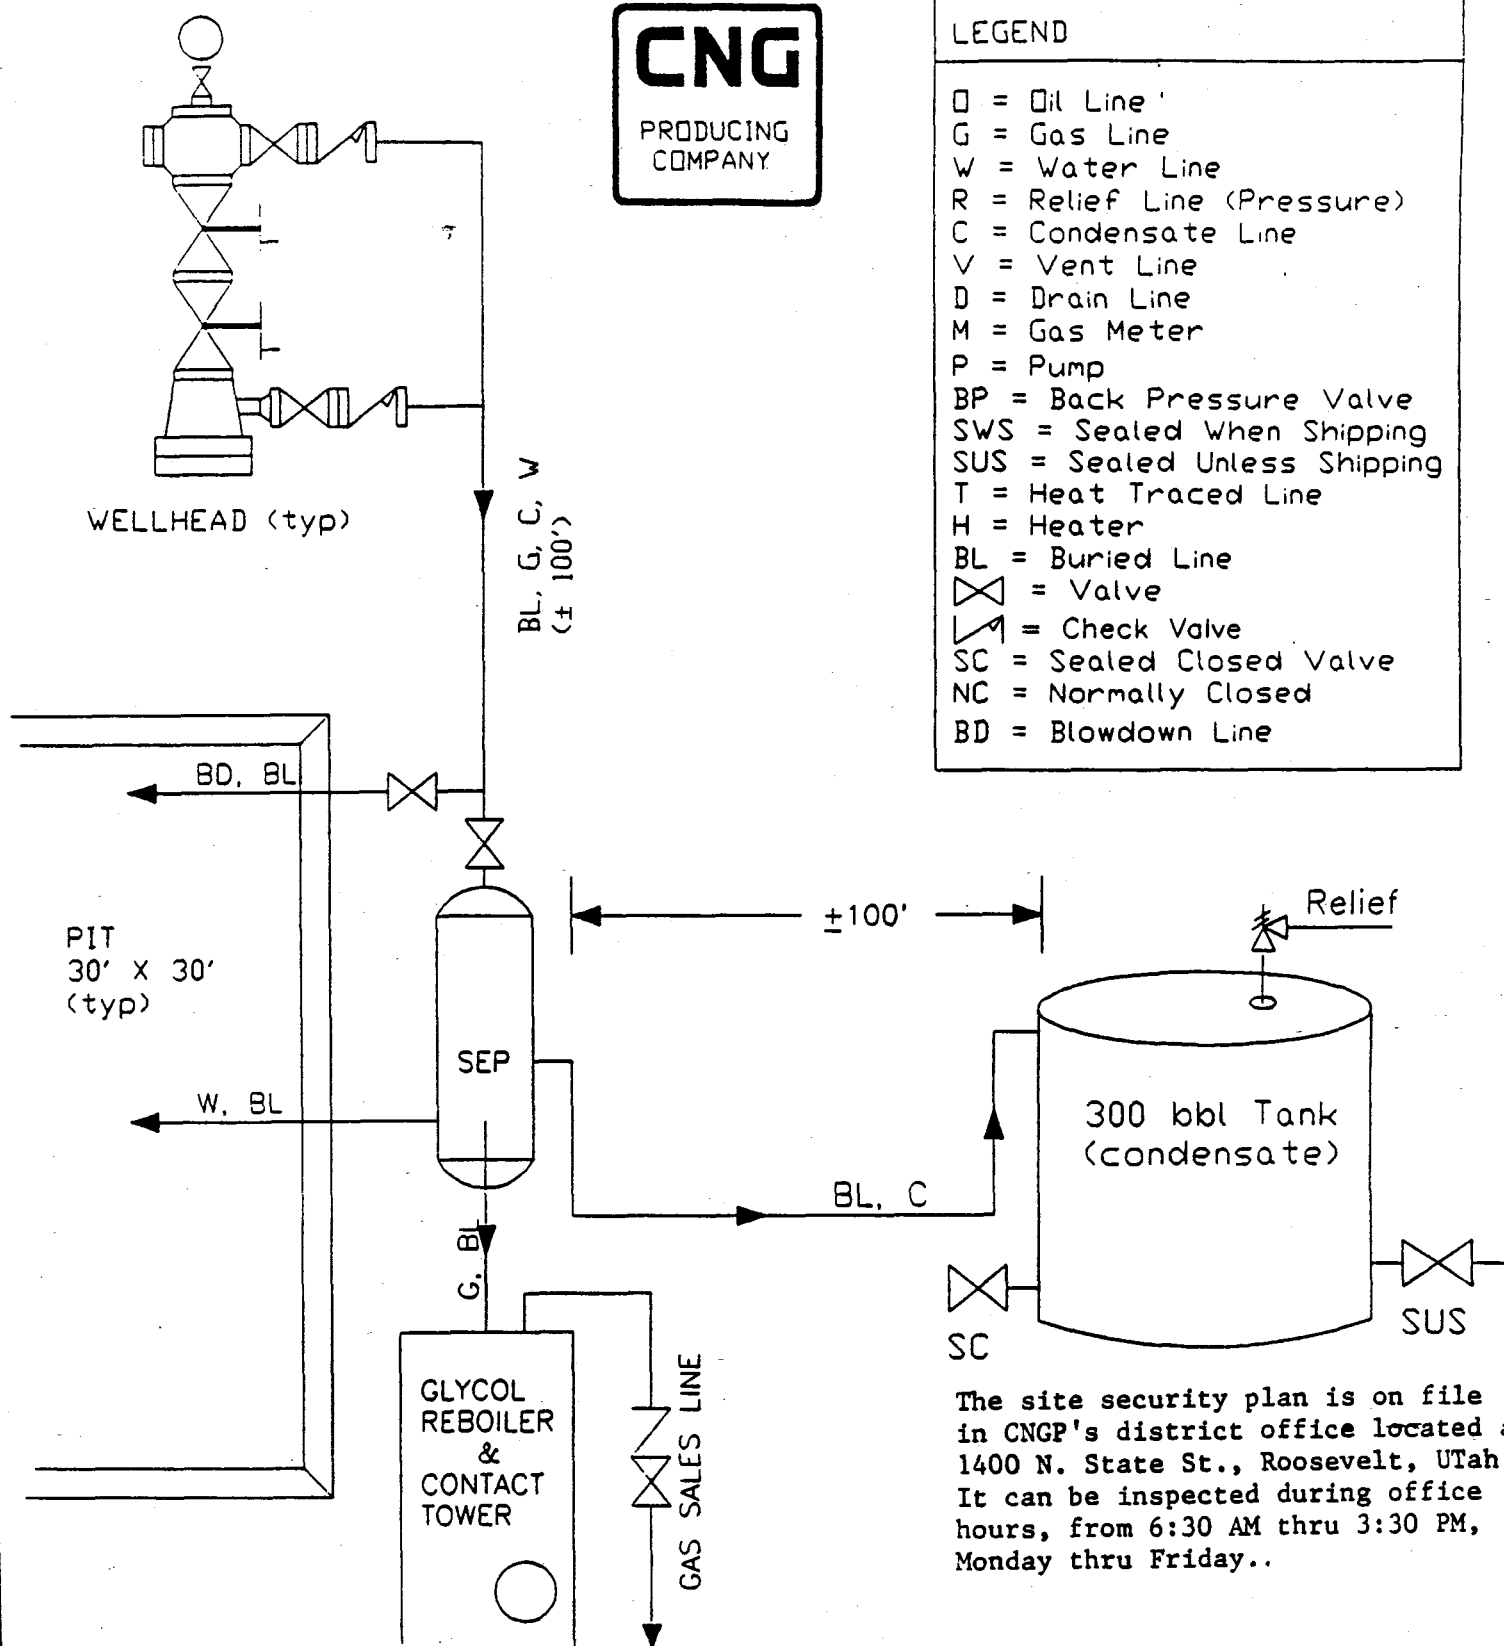 CNG
PRODUCING
COMPANY
LEGEND
O = Oil Line
G = Gas Line
W = Water Line
R = Relief Line (Pressure)
C = Condensate Line
V = Vent Line
D = Drain Line
M = Gas Meter
P = Pump
BP = Back Pressure Valve
SWS = Sealed When Shipping
SUS = Sealed Unless Shipping
T = Heat Traced Line
H = Heater
BL = Buried Line
= Valve
= Check Valve
SC = Sealed Closed Valve
NC = Normally Closed
BD = Blowdown Line
WELLHEAD (typ)
BL, G, C, W
(± 100')
BD, BL
PIT
30' X 30'
(typ)
±100'
Relief
SEP
W, BL
300 bbl Tank
(condensate)
BL, C
G, BL
SC
SUS
GLYCOL
REBOILER
&
CONTACT
TOWER
GAS SALES LINE
The site security plan is on file
in CNGP's district office located
1400 N. State St., Roosevelt, UTah
It can be inspected during office
hours, from 6:30 AM thru 3:30 PM,
Monday thru Friday..